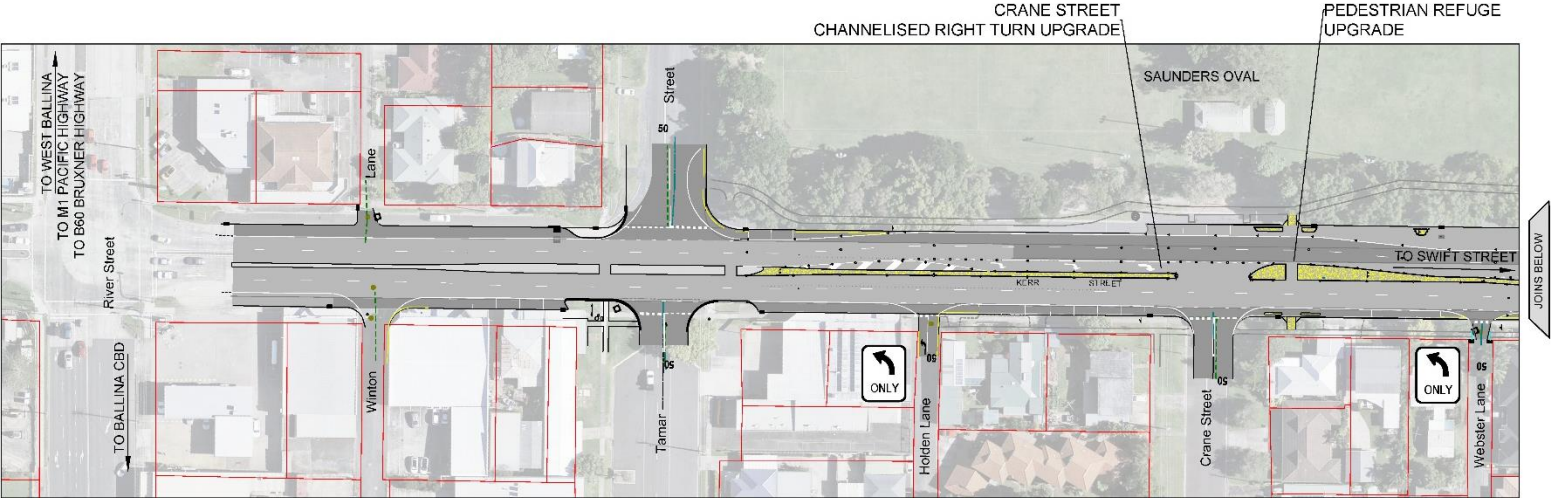 CRANE STREET
CHANNELISED RIGHT TURN UPGRADE
PEDESTRIAN REFUGE
UPGRADE
SAUNDERS OVAL
TO WEST BALLINA
TO M1 PACIFIC HIGHWAY
TO B60 BRUXNER HIGHWAY
River Street
TO BALLINA CBD
Lane
Winton
Street
50
Tamar
50
KERR STREET
TO SWIFT STREET
JOINS BELOW
ONLY
50
Holden Lane
50
Crane Street
ONLY
50
Webster Lane